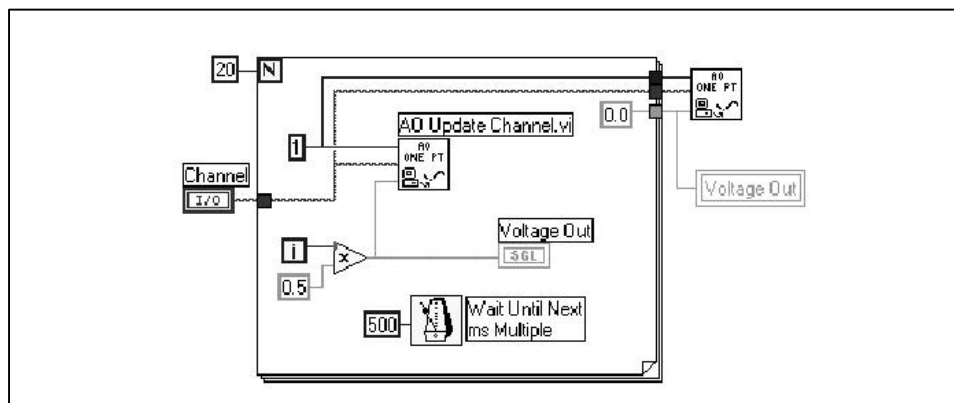 20
N
AO
ONE PT
0.0
AO Update Channel.vi
1
AO
ONE PT
Channel
I/O
Voltage Out
i
Voltage Out
x
SGL
0.5
500
Wait Until Next
ms Multiple